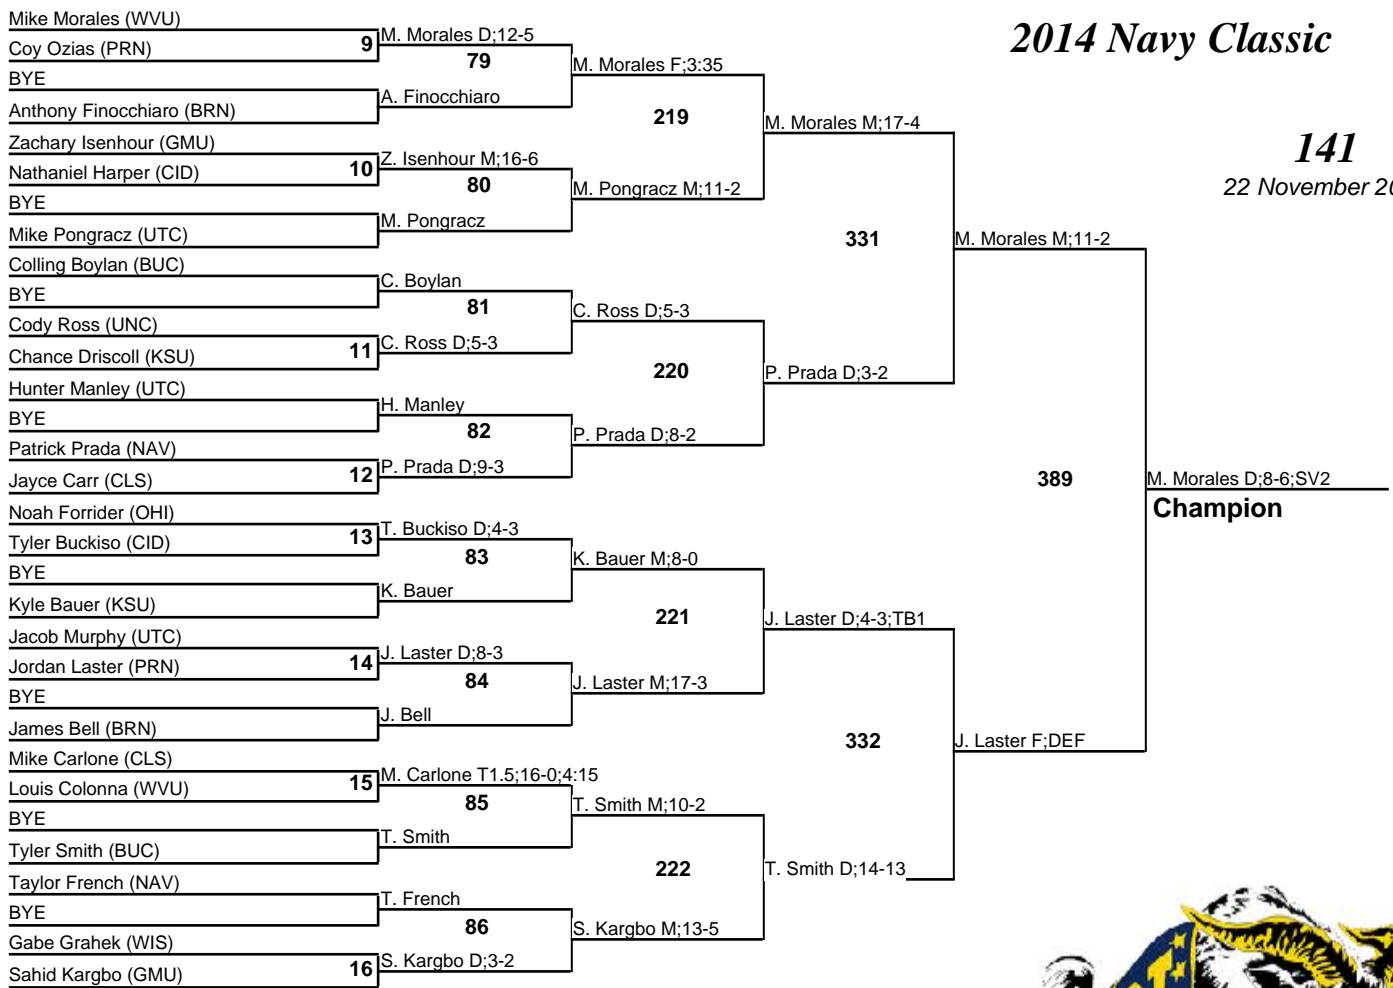 2014 Navy Classic
141
22 November 20
Mike Morales (WVU)
Coy Ozias (PRN)
BYE
Anthony Finocchiaro (BRN)
Zachary Isenhour (GMU)
Nathaniel Harper (CID)
BYE
Mike Pongracz (UTC)
Colling Boylan (BUC)
BYE
Cody Ross (UNC)
Chance Driscoll (KSU)
Hunter Manley (UTC)
BYE
Patrick Prada (NAV)
Jayce Carr (CLS)
Noah Forrider (OHI)
Tyler Buckiso (CID)
BYE
Kyle Bauer (KSU)
Jacob Murphy (UTC)
Jordan Laster (PRN)
BYE
James Bell (BRN)
Mike Carlone (CLS)
Louis Colonna (WVU)
BYE
Tyler Smith (BUC)
Taylor French (NAV)
BYE
Gabe Grahek (WIS)
Sahid Kargbo (GMU)
9
10
11
12
13
14
15
16
M. Morales D;12-5
79
A. Finocchiaro
Z. Isenhour M;16-6
80
M. Pongracz
C. Boylan
81
C. Ross D;5-3
H. Manley
82
P. Prada D;9-3
T. Buckiso D;4-3
83
K. Bauer
J. Laster D;8-3
84
J. Bell
M. Carlone T1.5;16-0;4:15
85
T. Smith
T. French
86
S. Kargbo D;3-2
M. Morales F;3:35
219
M. Pongracz M;11-2
C. Ross D;5-3
220
P. Prada D;8-2
K. Bauer M;8-0
221
J. Laster M;17-3
T. Smith M;10-2
222
S. Kargbo M;13-5
M. Morales M;17-4
331
P. Prada D;3-2
J. Laster D;4-3;TB1
332
T. Smith D;14-13
M. Morales M;11-2
389
J. Laster F;DEF
M. Morales D;8-6;SV2
Champion